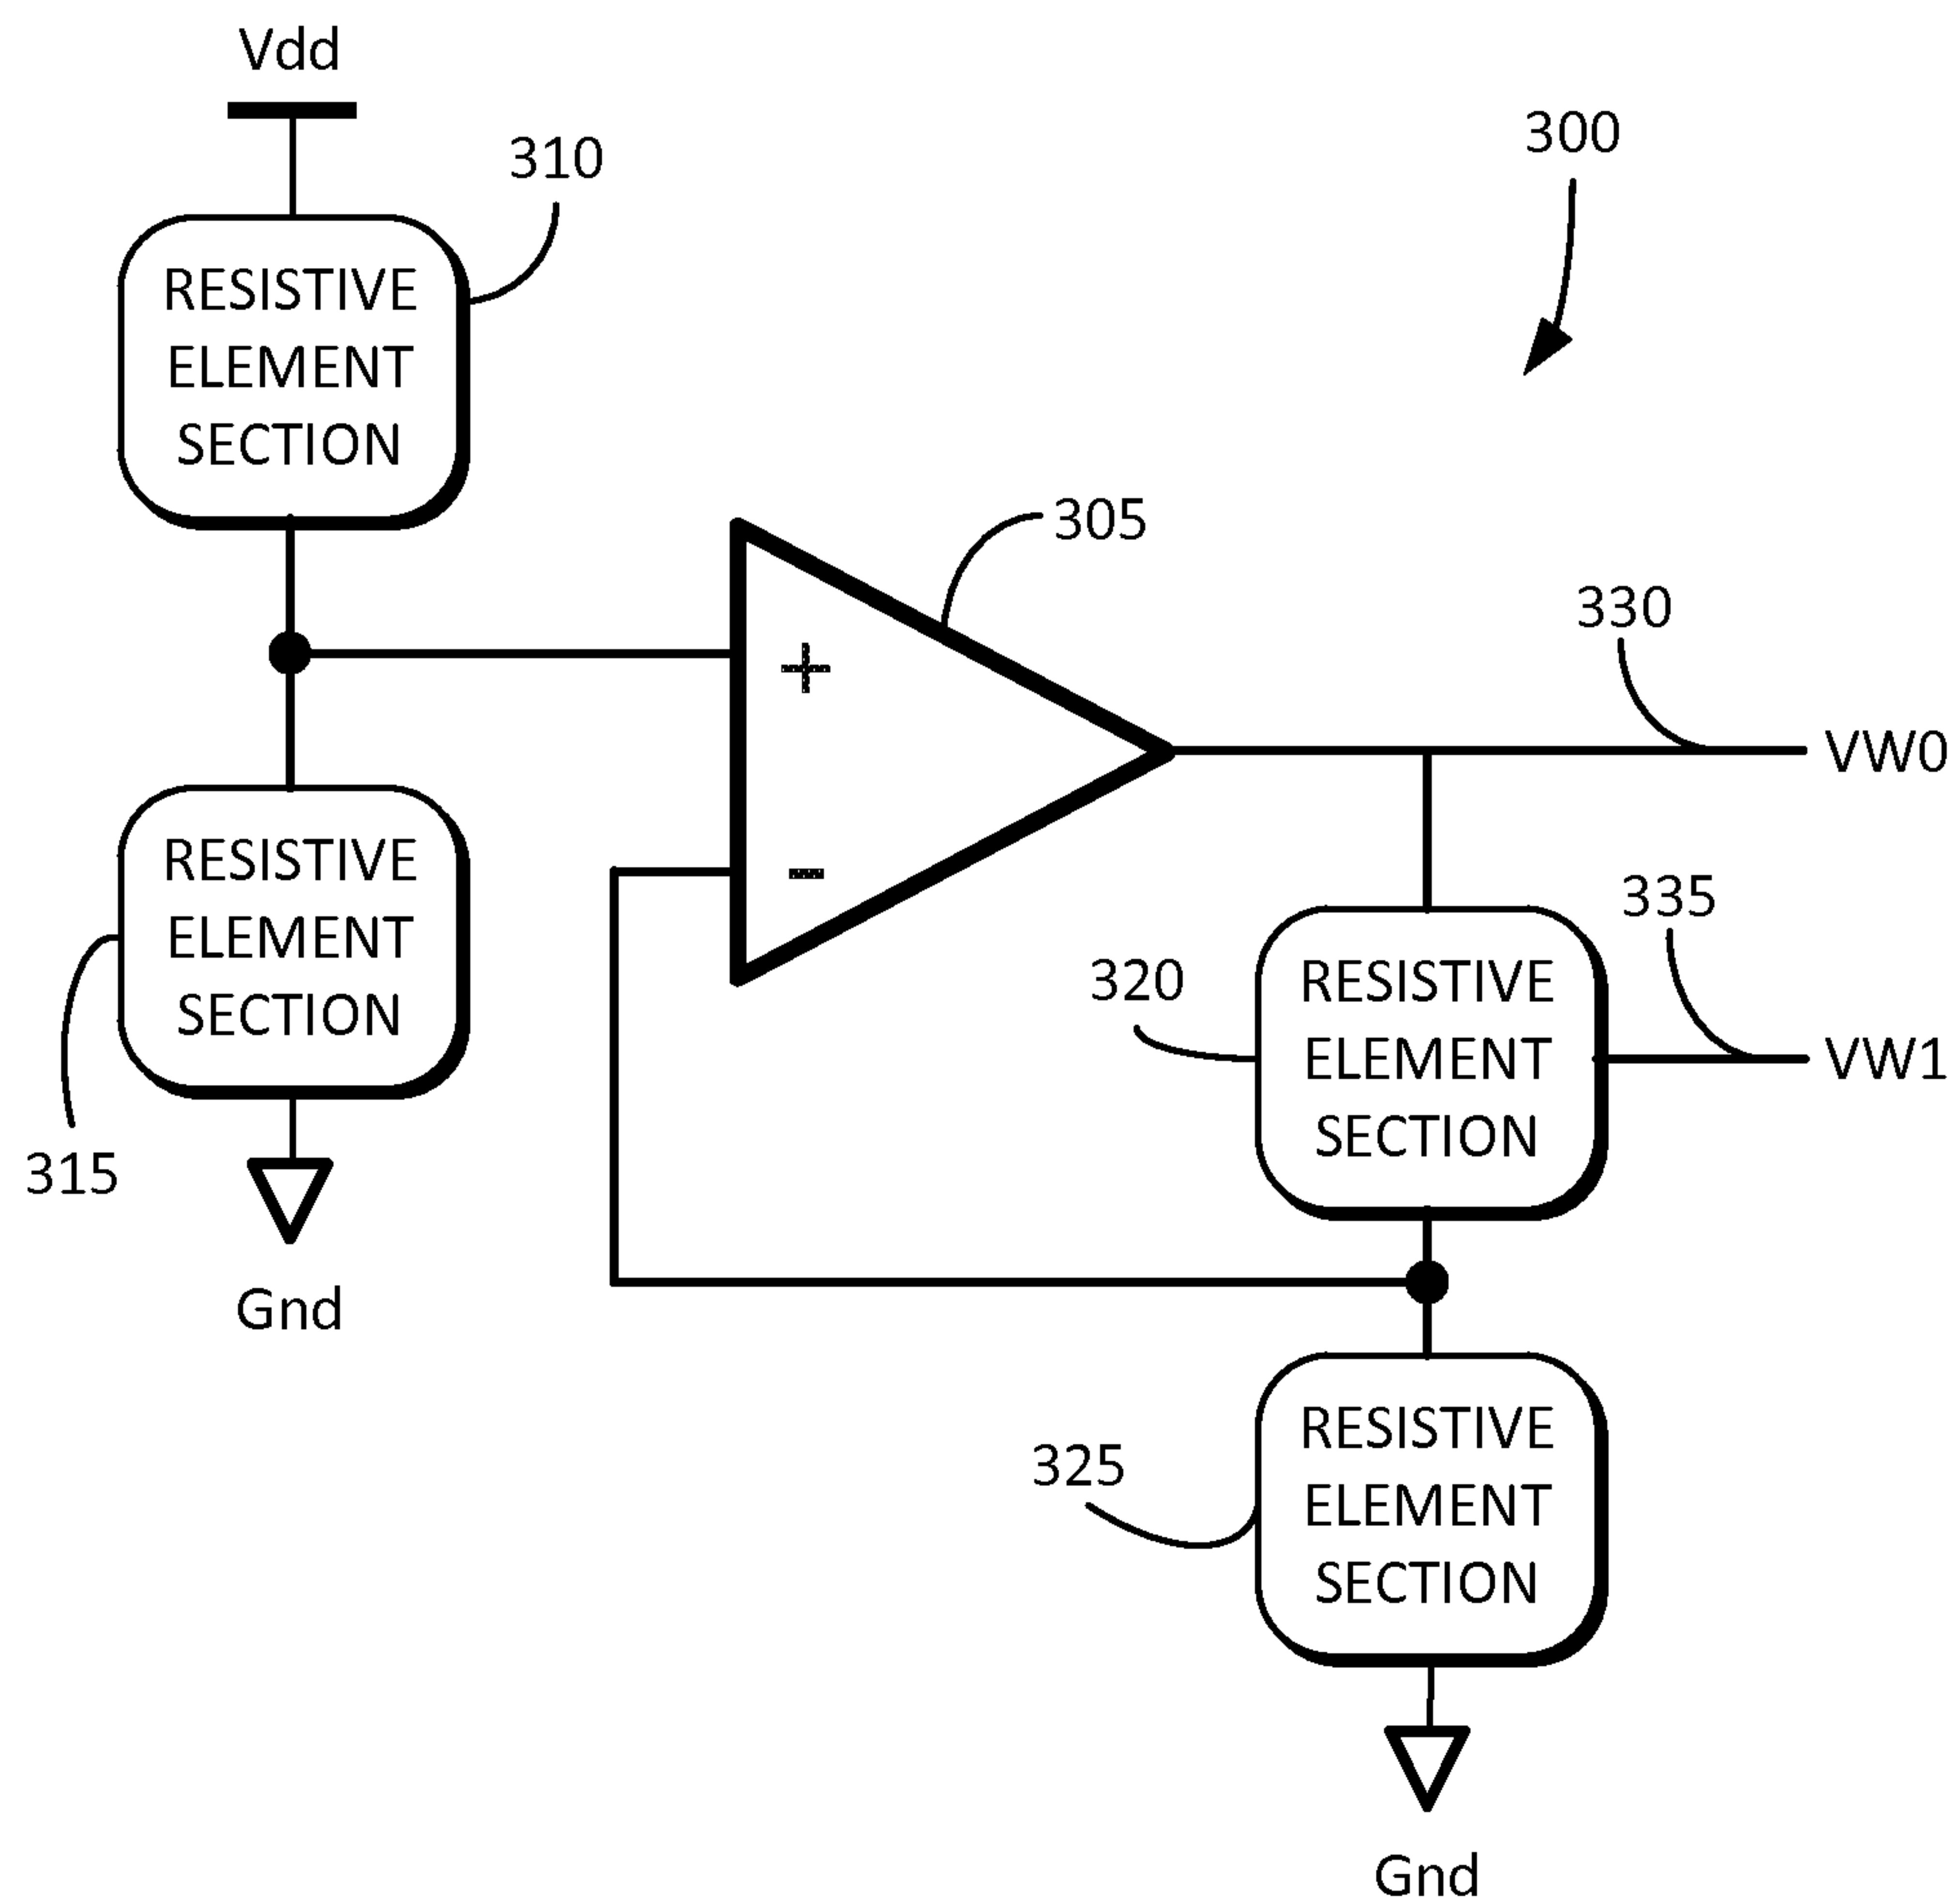 Vdd
310
300
RESISTIVE
ELEMENT
SECTION
305
330
+
VW0
RESISTIVE
ELEMENT
SECTION
-
335
320
RESISTIVE
ELEMENT
SECTION
VW1
315
Gnd
325
RESISTIVE
ELEMENT
SECTION
Gnd